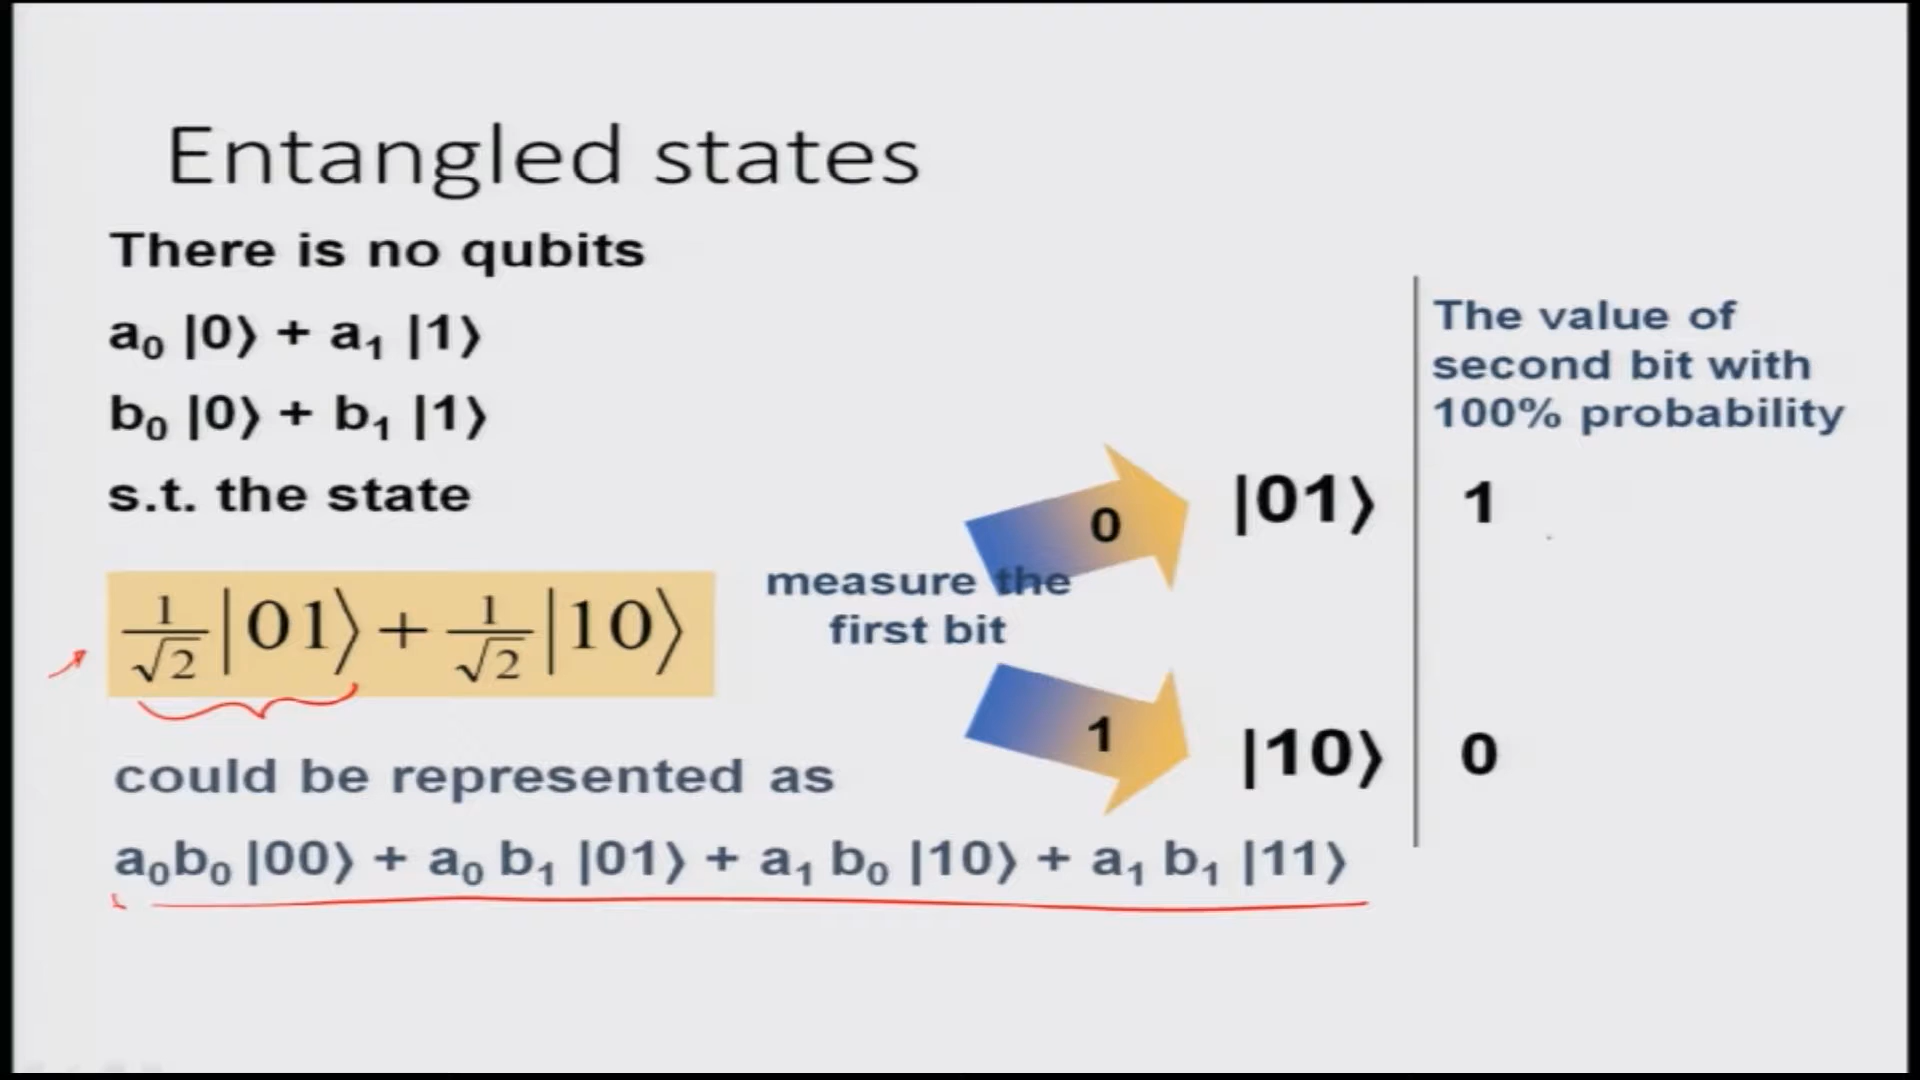 Entangled states
There is no qubits
a₀ |0⟩ + a₁ |1⟩
b₀ |0⟩ + b₁ |1⟩
s.t. the state
1/√2 |01⟩ + 1/√2 |10⟩
could be represented as
a₀b₀ |00⟩ + a₀ b₁ |01⟩ + a₁ b₀ |10⟩ + a₁ b₁ |11⟩
measure the
first bit
0
|01⟩
1
|10⟩
The value of
second bit with
100% probability
1
0